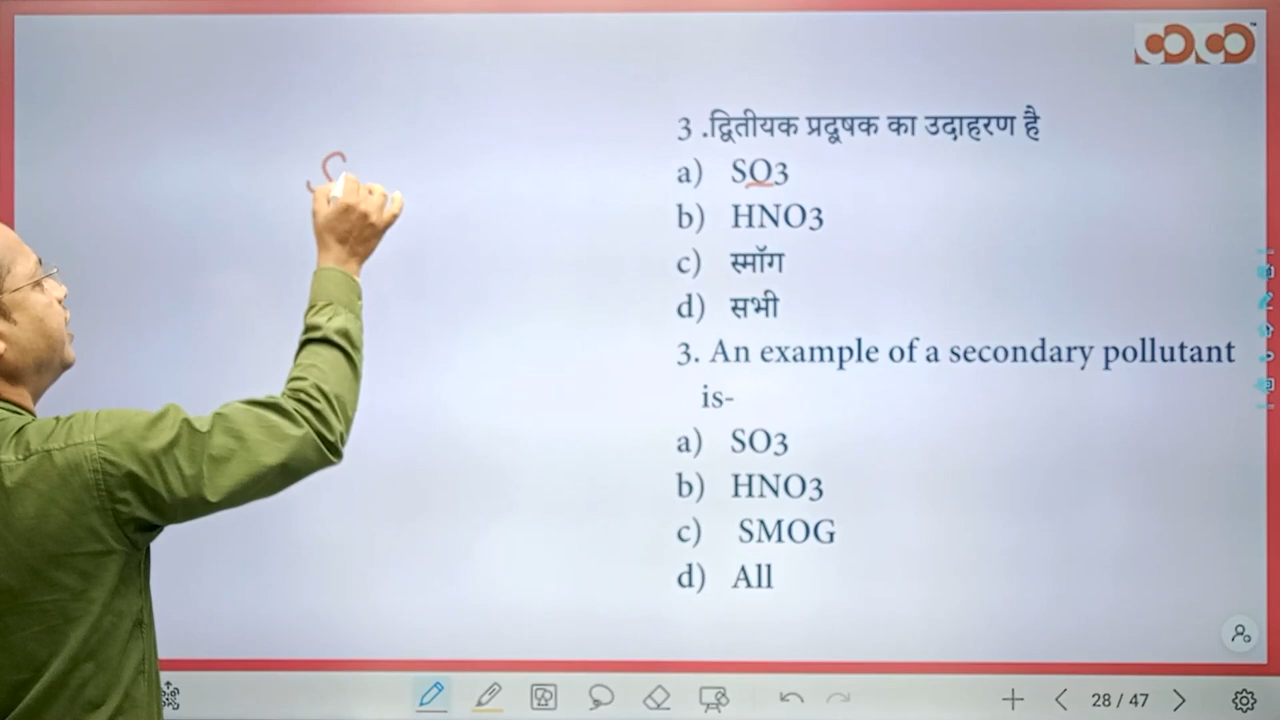 3 .द्वितीयक प्रदूषक का उदाहरण है
a) SO3
b) HNO3
c) स्मॉग
d) सभी
3. An example of a secondary pollutant
is-
a) SO3
b) HNO3
c) SMOG
d) All
S
28 / 47